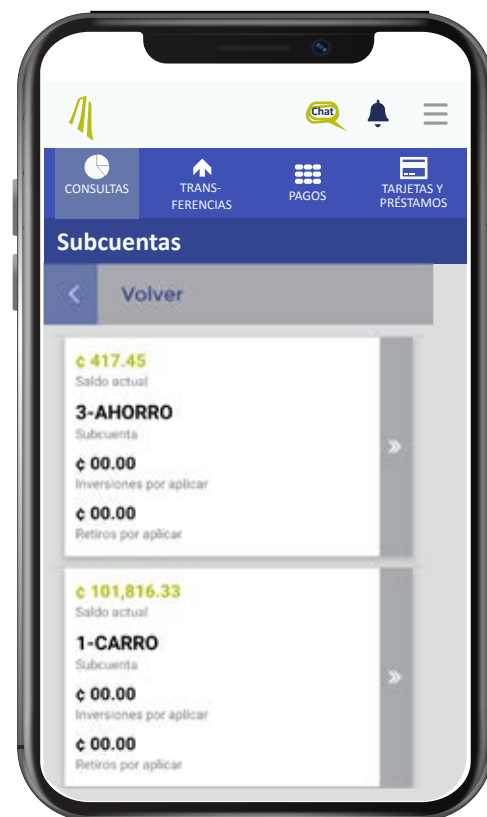 Chat
CONSULTAS
TRANS-
FERENCIAS
PAGOS
TARJETAS Y
PRÉSTAMOS
Subcuentas
Volver
¢ 417.45
Saldo actual
3-AHORRO
Subcuenta
¢ 00.00
Inversiones por aplicar
¢ 00.00
Retiros por aplicar
¢ 101,816.33
Saldo actual
1-CARRO
Subcuenta
¢ 00.00
Inversiones por aplicar
¢ 00.00
Retiros por aplicar